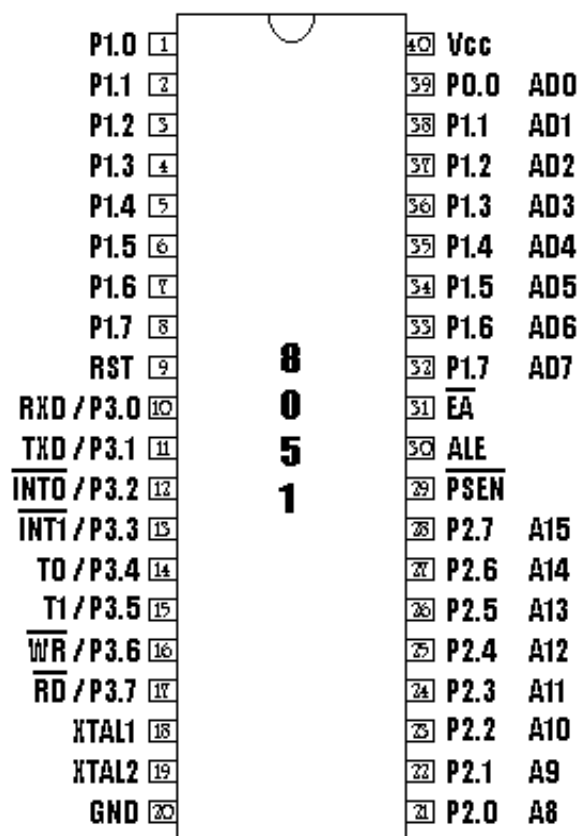 P1.0 1 40 Vcc
P1.1 2 39 P0.0 AD0
P1.2 3 38 P1.1 AD1
P1.3 4 37 P1.2 AD2
P1.4 5 36 P1.3 AD3
P1.5 6 35 P1.4 AD4
P1.6 7 34 P1.5 AD5
P1.7 8 33 P1.6 AD6
RST 9 32 P1.7 AD7
RXD / P3.0 10 31 E̅A̅
TXD / P3.1 11 30 ALE
I̅N̅T̅0̅ / P3.2 12 29 P̅S̅E̅N̅
I̅N̅T̅1̅ / P3.3 13 28 P2.7 A15
T0 / P3.4 14 27 P2.6 A14
T1 / P3.5 15 26 P2.5 A13
W̅R̅ / P3.6 16 25 P2.4 A12
R̅D̅ / P3.7 17 24 P2.3 A11
XTAL1 18 23 P2.2 A10
XTAL2 19 22 P2.1 A9
GND 20 21 P2.0 A8
8
0
5
1